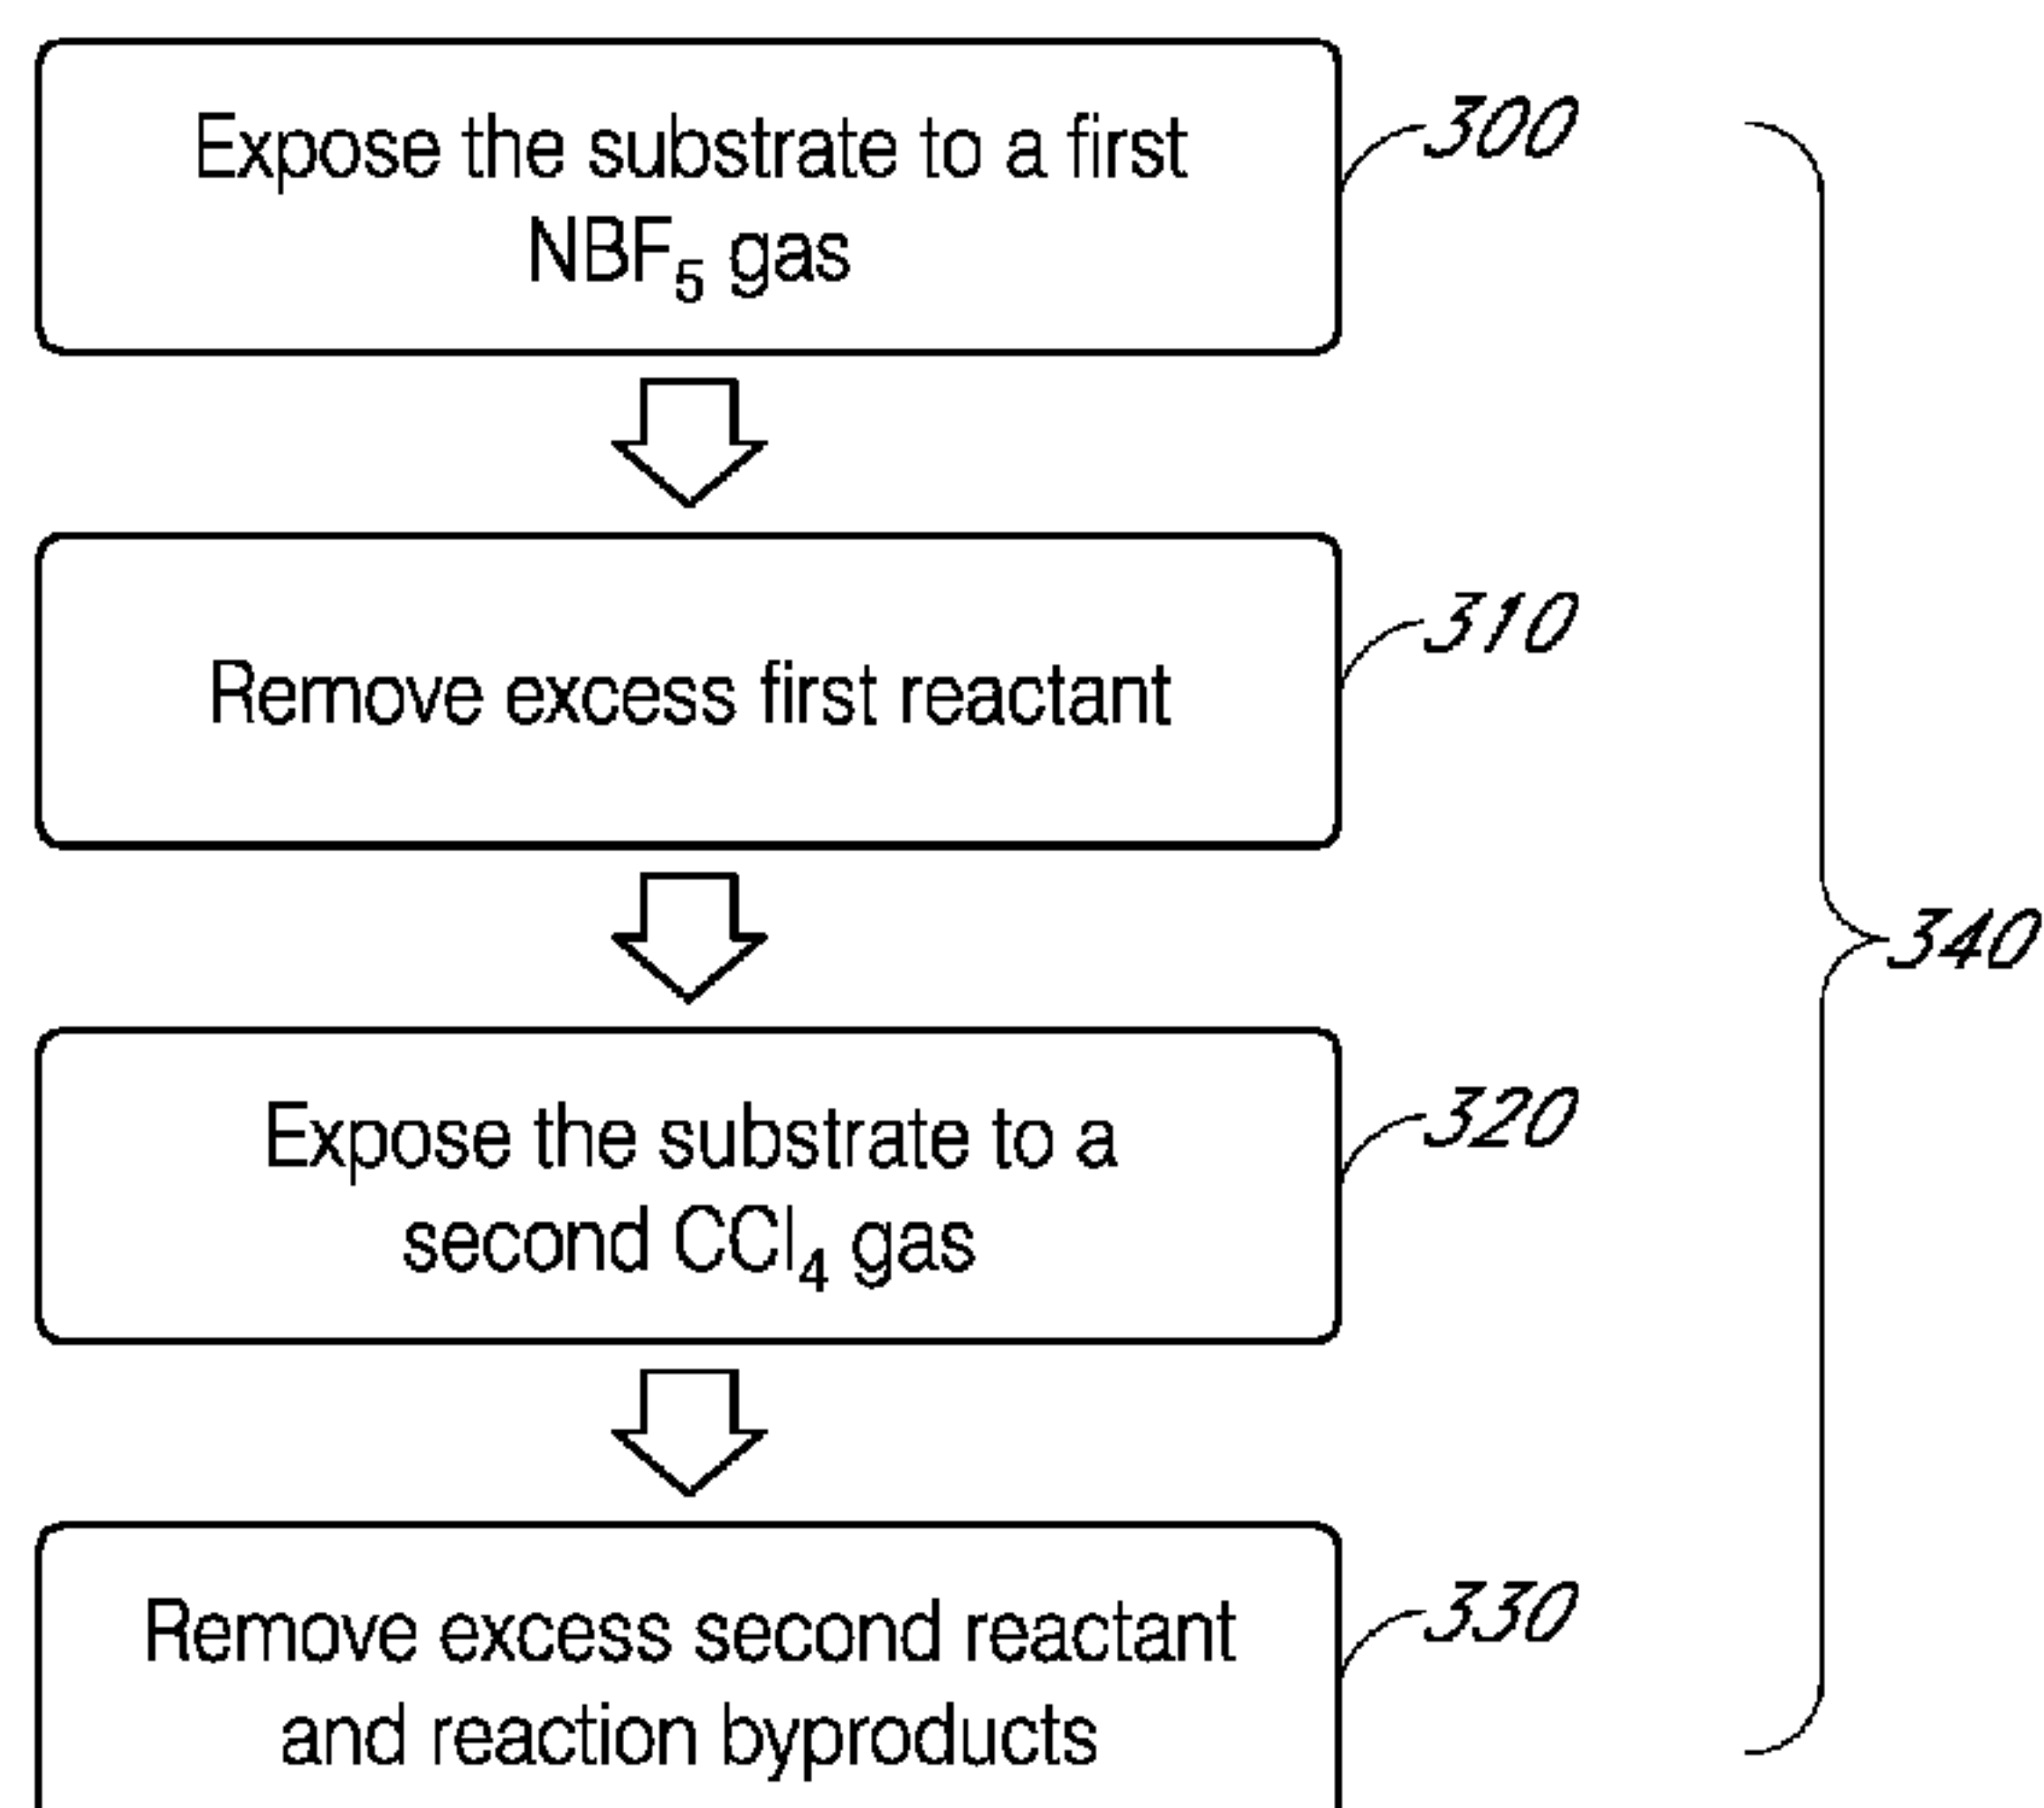 Expose the substrate to a first
NBF₅ gas
300
Remove excess first reactant
310
340
Expose the substrate to a
second CCl₄ gas
320
Remove excess second reactant
and reaction byproducts
330